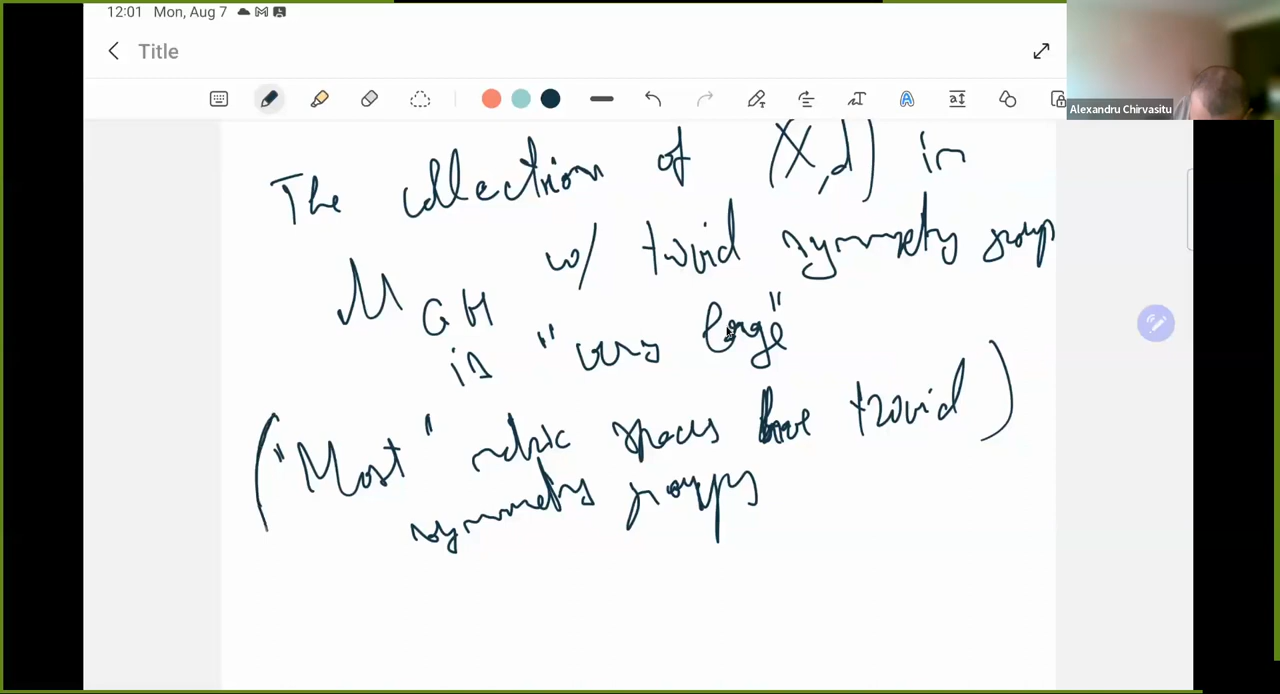 12:01 Mon, Aug 7
Title
Alexandru Chirvasitu
The collection of (X,d) in
M GH w/ trivial symmetry groups
is "very large"
("Most" metric spaces have trivial)
symmetry groups